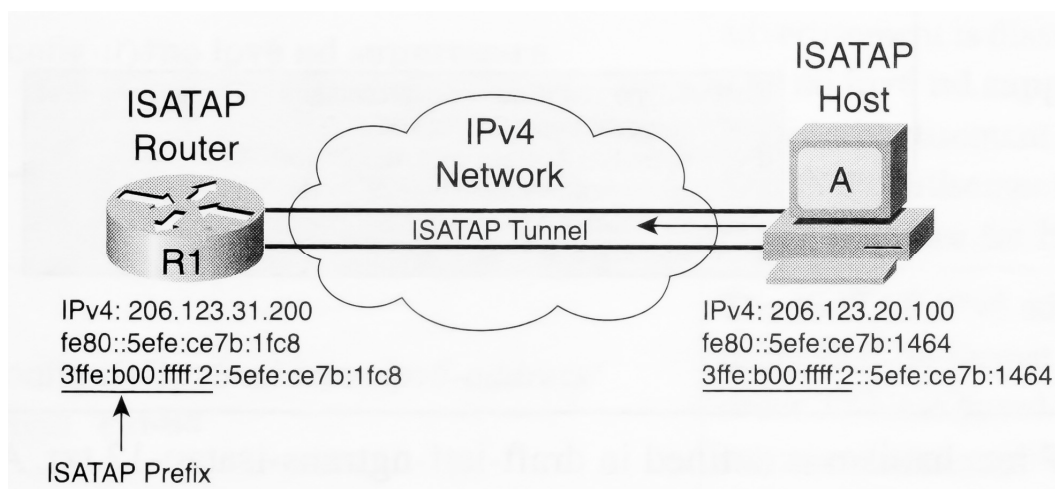 ISATAP
Router
R1
IPv4: 206.123.31.200
fe80::5efe:ce7b:1fc8
3ffe:b00:ffff:2::5efe:ce7b:1fc8
ISATAP Prefix
IPv4
Network
ISATAP Tunnel
ISATAP
Host
A
IPv4: 206.123.20.100
fe80::5efe:ce7b:1464
3ffe:b00:ffff:2::5efe:ce7b:1464